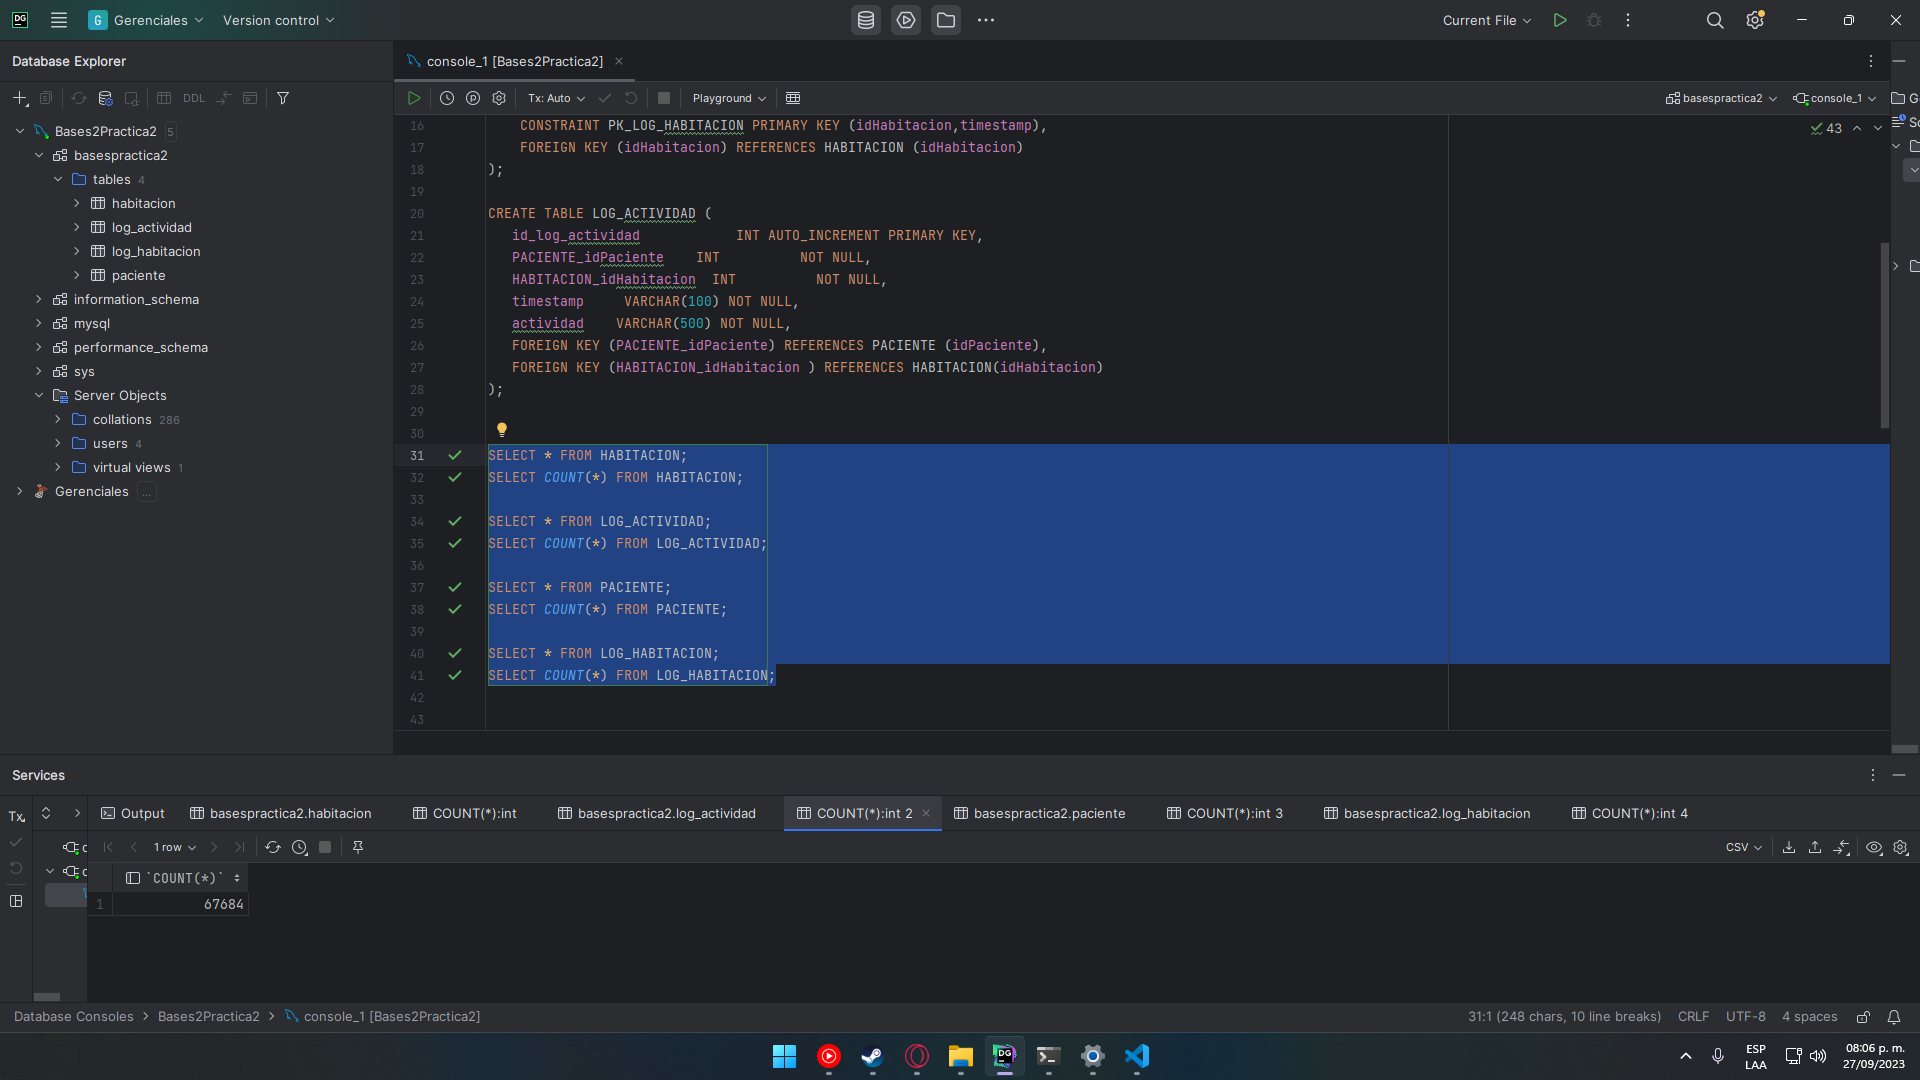 DG
G Gerenciales
Version control
Current File
Database Explorer
DDL
Bases2Practica2 5
basespractica2
tables 4
habitacion
log_actividad
log_habitacion
paciente
information_schema
mysql
performance_schema
sys
Server Objects
collations 286
users 4
virtual views 1
Gerenciales ...
console_1 [Bases2Practica2]
Tx: Auto
Playground
basespractica2
console_1
43
16 CONSTRAINT PK_LOG_HABITACION PRIMARY KEY (idHabitacion,timestamp),
17 FOREIGN KEY (idHabitacion) REFERENCES HABITACION (idHabitacion)
18 );
19
20 CREATE TABLE LOG_ACTIVIDAD (
21 id_log_actividad INT AUTO_INCREMENT PRIMARY KEY,
22 PACIENTE_idPaciente INT NOT NULL,
23 HABITACION_idHabitacion INT NOT NULL,
24 timestamp VARCHAR(100) NOT NULL,
25 actividad VARCHAR(500) NOT NULL,
26 FOREIGN KEY (PACIENTE_idPaciente) REFERENCES PACIENTE (idPaciente),
27 FOREIGN KEY (HABITACION_idHabitacion ) REFERENCES HABITACION(idHabitacion)
28 );
29
30
31 SELECT * FROM HABITACION;
32 SELECT COUNT(*) FROM HABITACION;
33
34 SELECT * FROM LOG_ACTIVIDAD;
35 SELECT COUNT(*) FROM LOG_ACTIVIDAD;
36
37 SELECT * FROM PACIENTE;
38 SELECT COUNT(*) FROM PACIENTE;
39
40 SELECT * FROM LOG_HABITACION;
41 SELECT COUNT(*) FROM LOG_HABITACION;
42
43
Services
Tx
Output
basespractica2.habitacion
COUNT(*):int
basespractica2.log_actividad
COUNT(*):int 2
basespractica2.paciente
COUNT(*):int 3
basespractica2.log_habitacion
COUNT(*):int 4
1 row
CSV
`COUNT(*)`
1 67684
Database Consoles > Bases2Practica2 > console_1 [Bases2Practica2]
31:1 (248 chars, 10 line breaks)
CRLF
UTF-8
4 spaces
DG
ESP
LAA
08:06 p. m.
27/09/2023